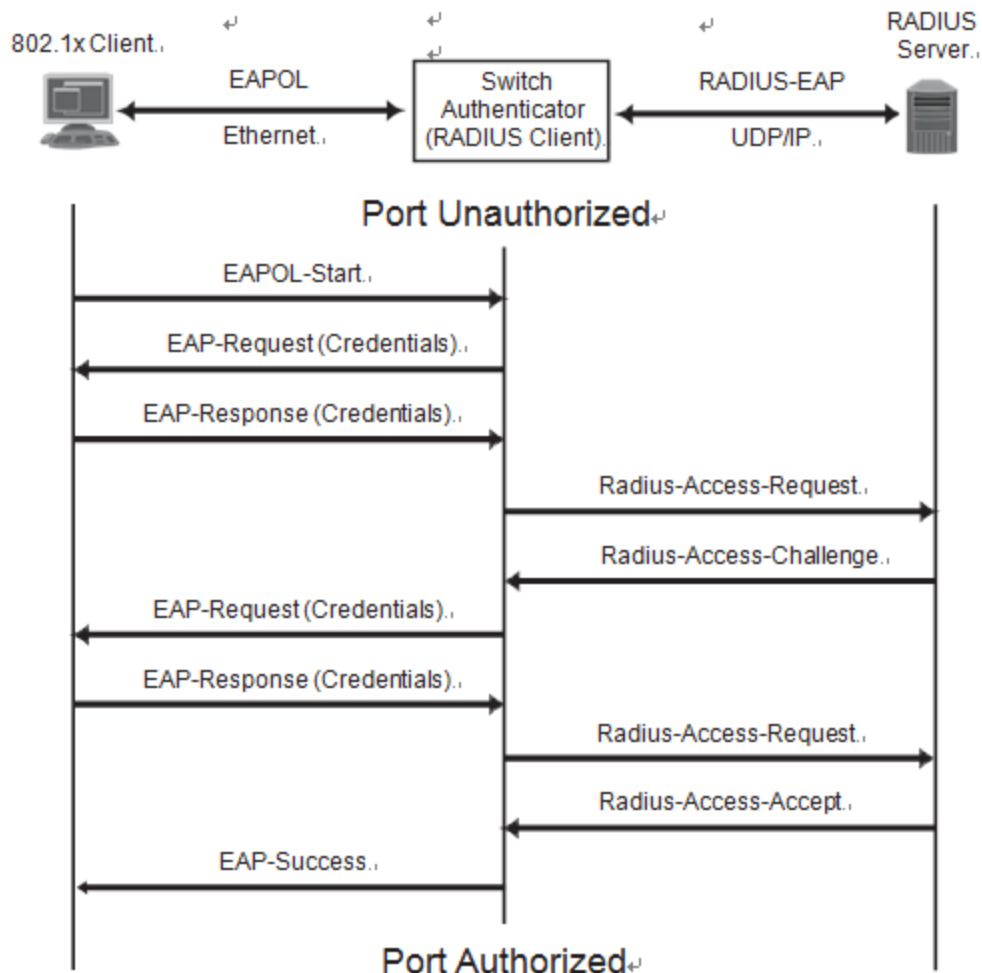 802.1x Client.
RADIUS
Server.
EAPOL
Ethernet.
Switch
Authenticator
(RADIUS Client).
RADIUS-EAP
UDP/IP.
Port Unauthorized
EAPOL-Start.
EAP-Request (Credentials).
EAP-Response (Credentials).
Radius-Access-Request.
Radius-Access-Challenge.
EAP-Request (Credentials).
EAP-Response (Credentials).
Radius-Access-Request.
Radius-Access-Accept.
EAP-Success.
Port Authorized